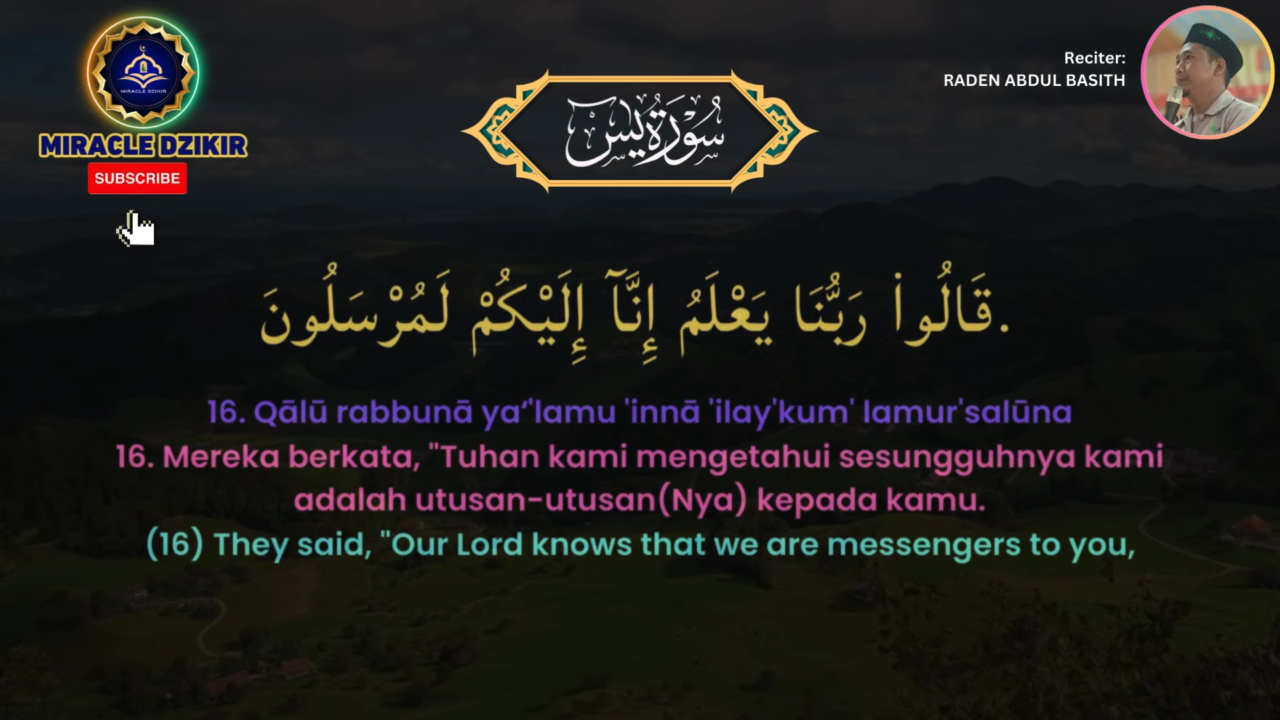 MIRACLE DZIKIR
MIRACLE DZIKIR
SUBSCRIBE
Reciter:
RADEN ABDUL BASITH
سُورَةُ يسٓ
قَالُوا۟ رَبُّنَا يَعْلَمُ إِنَّآ إِلَيْكُمْ لَمُرْسَلُونَ.
16. Qālū rabbunā ya‘'lamu 'innā 'ilay'kum' lamur'salūna
16. Mereka berkata, "Tuhan kami mengetahui sesungguhnya kami
adalah utusan-utusan(Nya) kepada kamu.
(16) They said, "Our Lord knows that we are messengers to you,